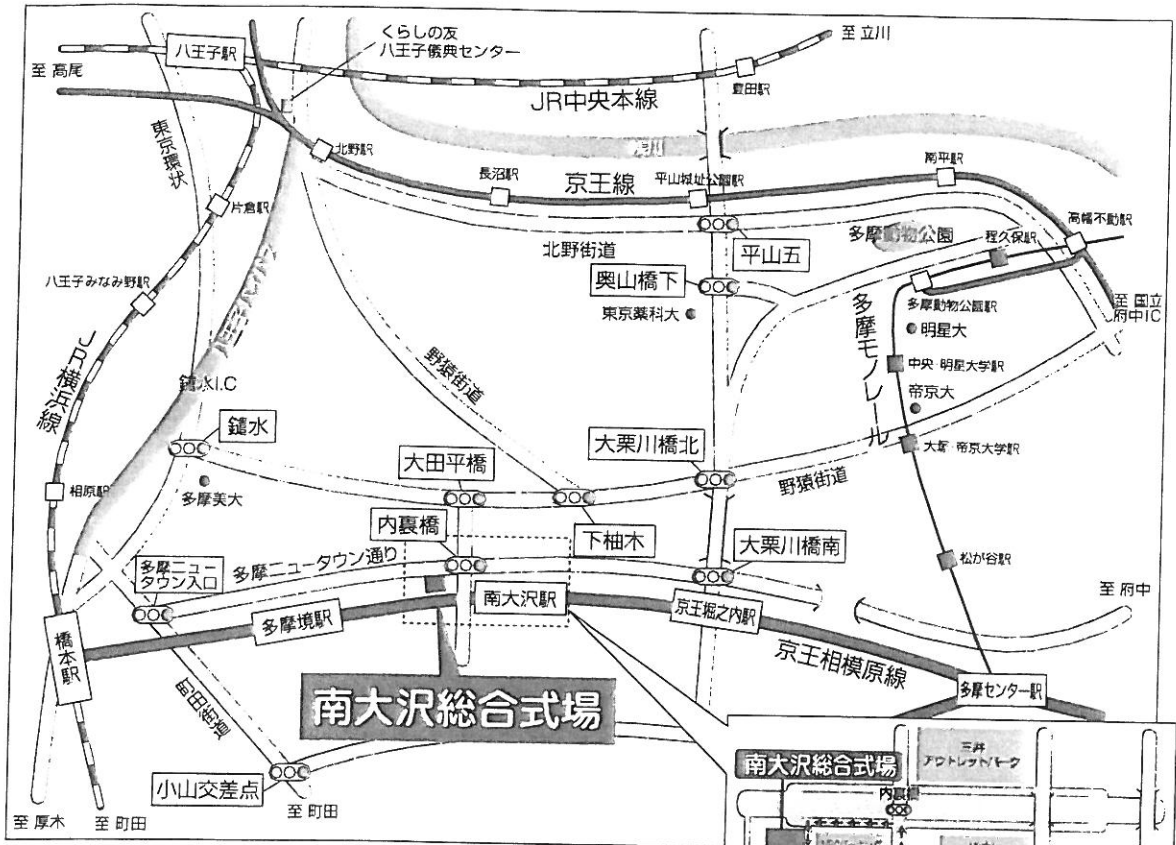 くらしの友
八王子儀典センター
至 立川
八王子駅
至 高尾
豊田駅
JR中央本線
東京環状
北野駅
長沼駅
京王線
平山城址公園駅
南平駅
片倉駅
高幡不動駅
北野街道
平山五
多摩動物公園
程久保駅
奥山橋下
八王子みなみ野駅
東京薬科大
多摩動物公園駅
至 国立
府中IC
明星大
多摩モノレール
JR横浜線
野猿街道
中央・明星大学駅
帝京大
鑓水I.C
鑓水
大田平橋
大栗川橋北
大塚・帝京大学駅
野猿街道
相原駅
多摩美大
内裏橋
下柚木
大栗川橋南
多摩ニュータウン通り
多摩ニュー
タウン入口
松が谷駅
至 府中
南大沢駅
京王堀之内駅
多摩境駅
橋本駅
京王相模原線
多摩センター駅
町田街道
南大沢総合式場
小山交差点
至 厚木
至 町田
至 町田
三井
アウトレットパーク
南大沢総合式場
内裏橋